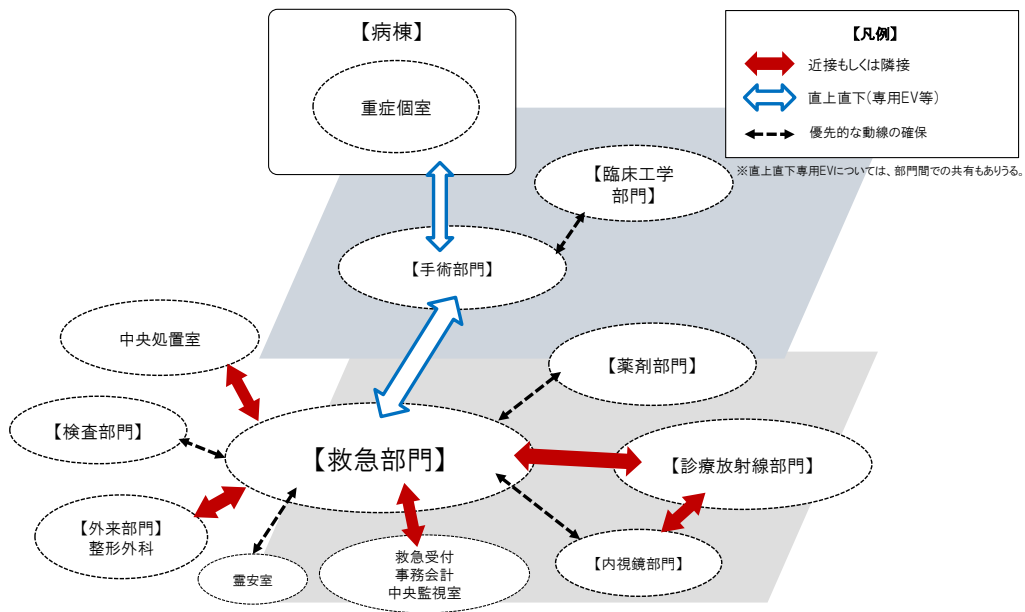 【病棟】
重症個室
【凡例】
近接もしくは隣接
直上直下(専用EV等)
優先的な動線の確保
※直上直下専用EVについては、部門間での共有もありうる。
【臨床工学
部門】
【手術部門】
中央処置室
【薬剤部門】
【検査部門】
【救急部門】
【診療放射線部門】
【外来部門】
整形外科
霊安室
救急受付
事務会計
中央監視室
【内視鏡部門】